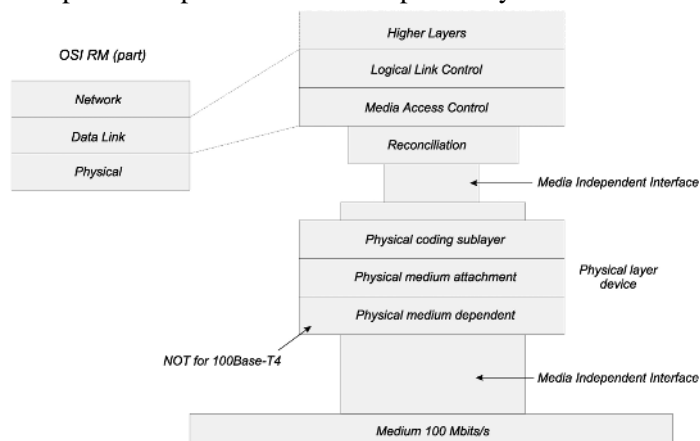 OSI RM (part)
Network
Data Link
Physical
Higher Layers
Logical Link Control
Media Access Control
Reconciliation
Media Independent Interface
Physical coding sublayer
Physical medium attachment
Physical medium dependent
Physical layer
device
NOT for 100Base-T4
Media Independent Interface
Medium 100 Mbits/s